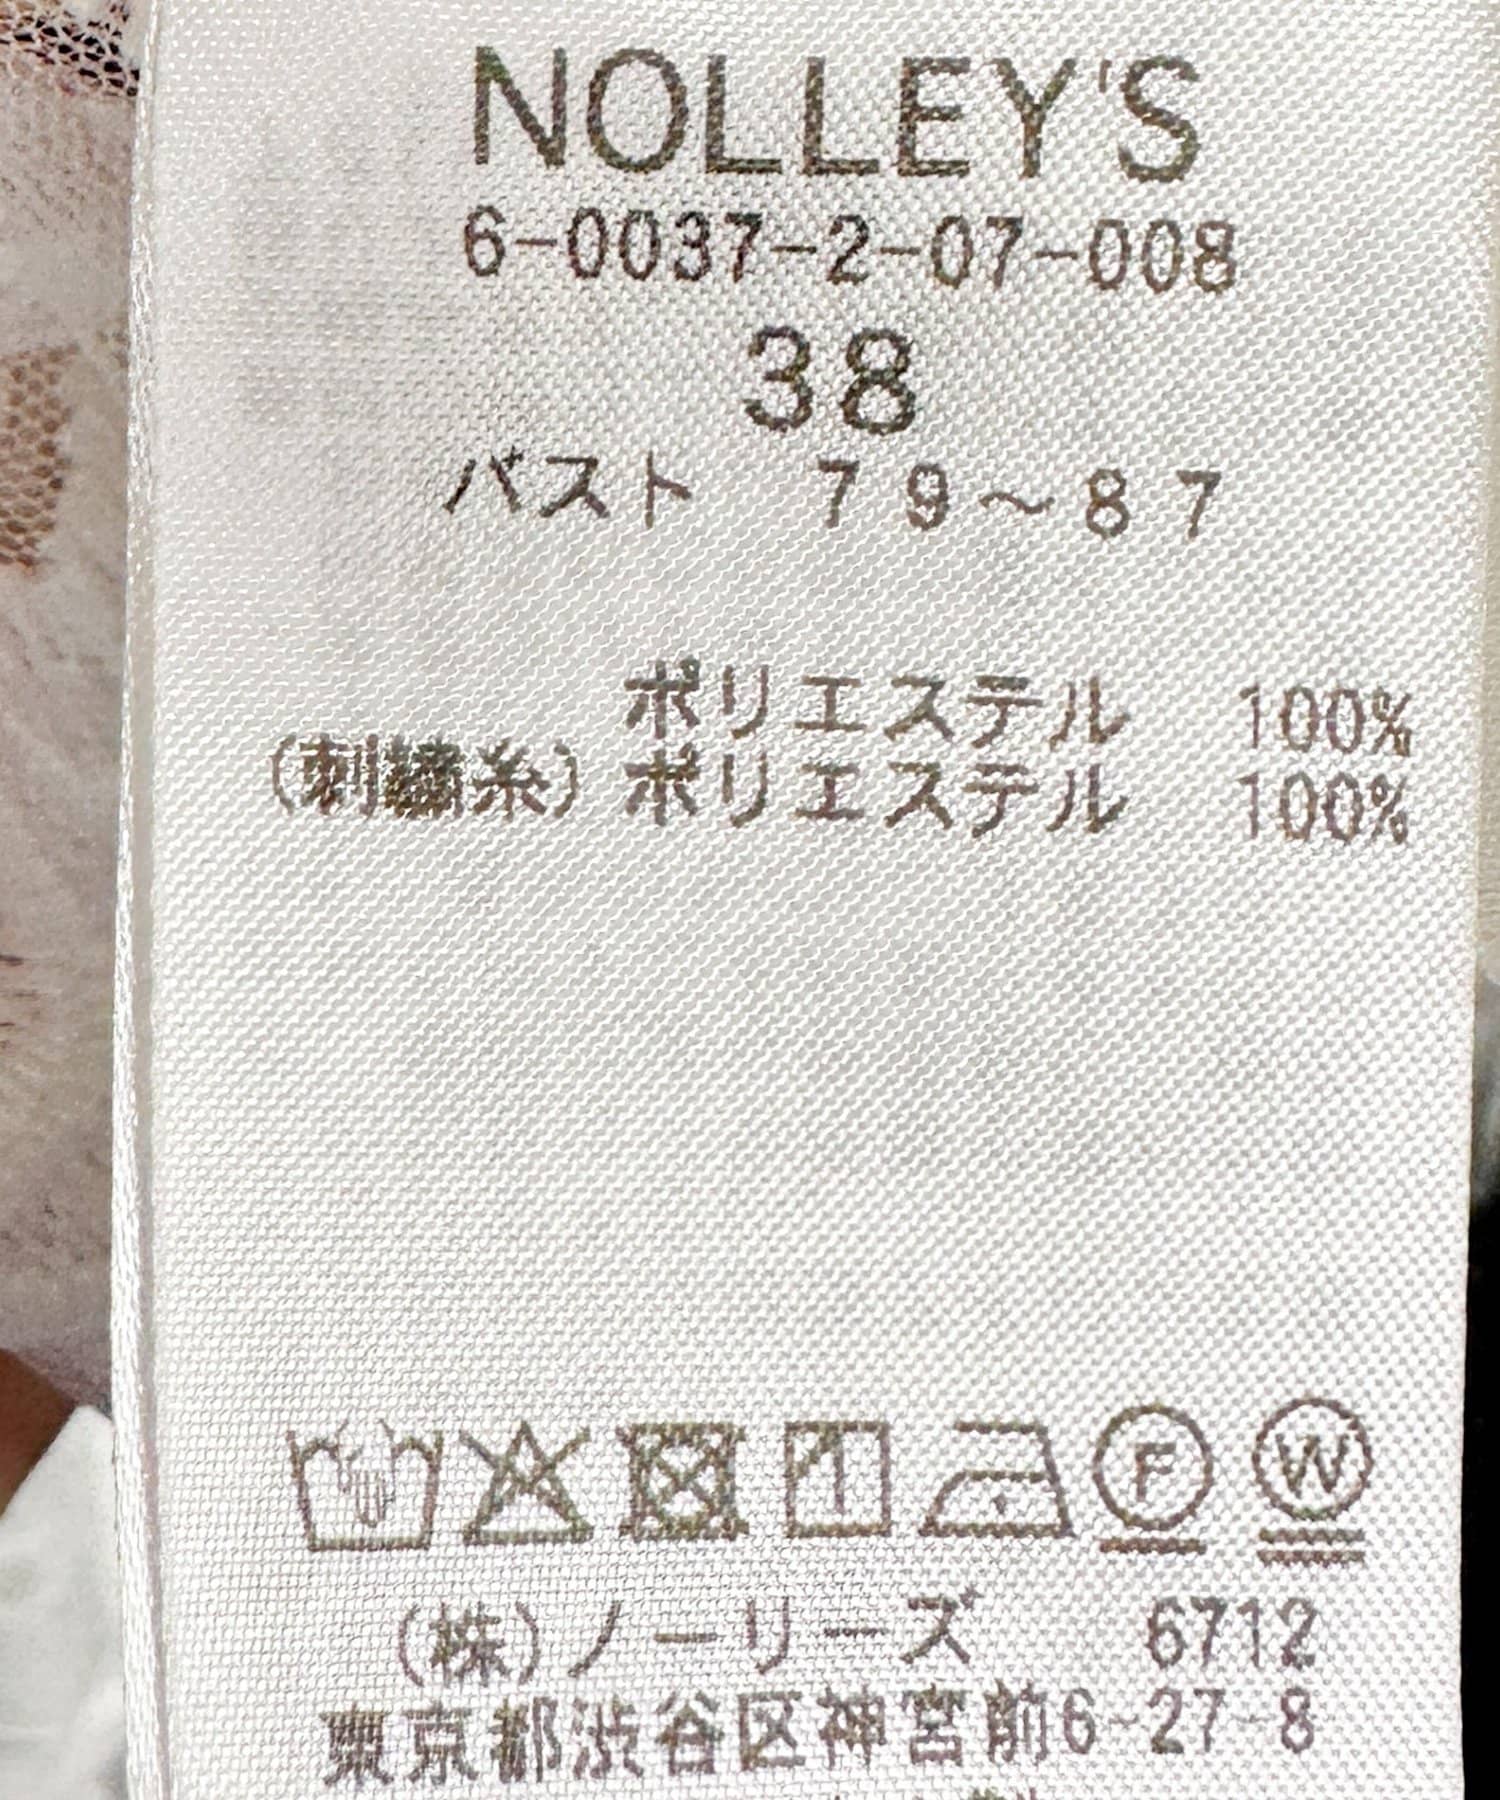 NOLLEY'S
6-0037-2-07-008
38
バスト 79～87
ポリエステル 100%
(刺繍糸) ポリエステル 100%
F W
(株)ノーリーズ 6712
東京都渋谷区神宮前6-27-8